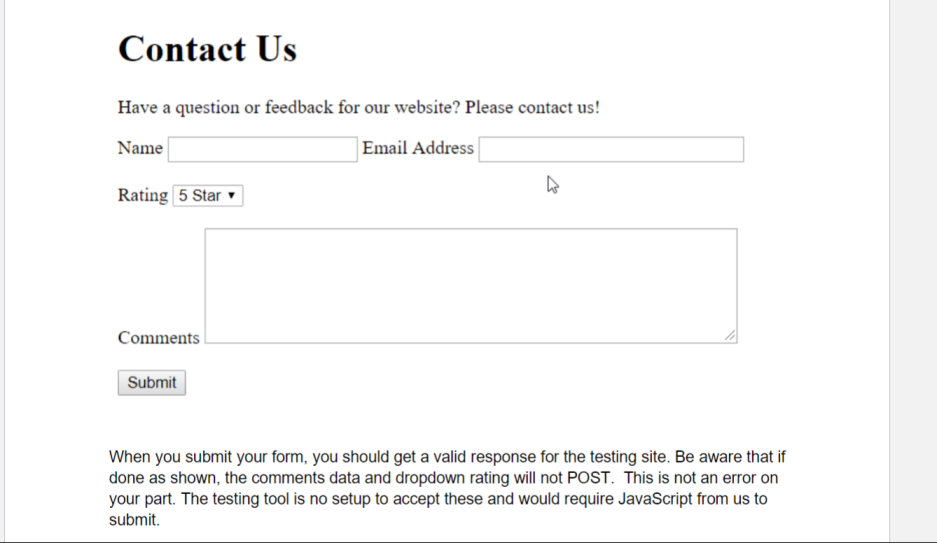 Contact Us
Have a question or feedback for our website? Please contact us!
Name Email Address
Rating 5 Star ▼
Comments
Submit
When you submit your form, you should get a valid response for the testing site. Be aware that if
done as shown, the comments data and dropdown rating will not POST.  This is not an error on
your part. The testing tool is no setup to accept these and would require JavaScript from us to
submit.